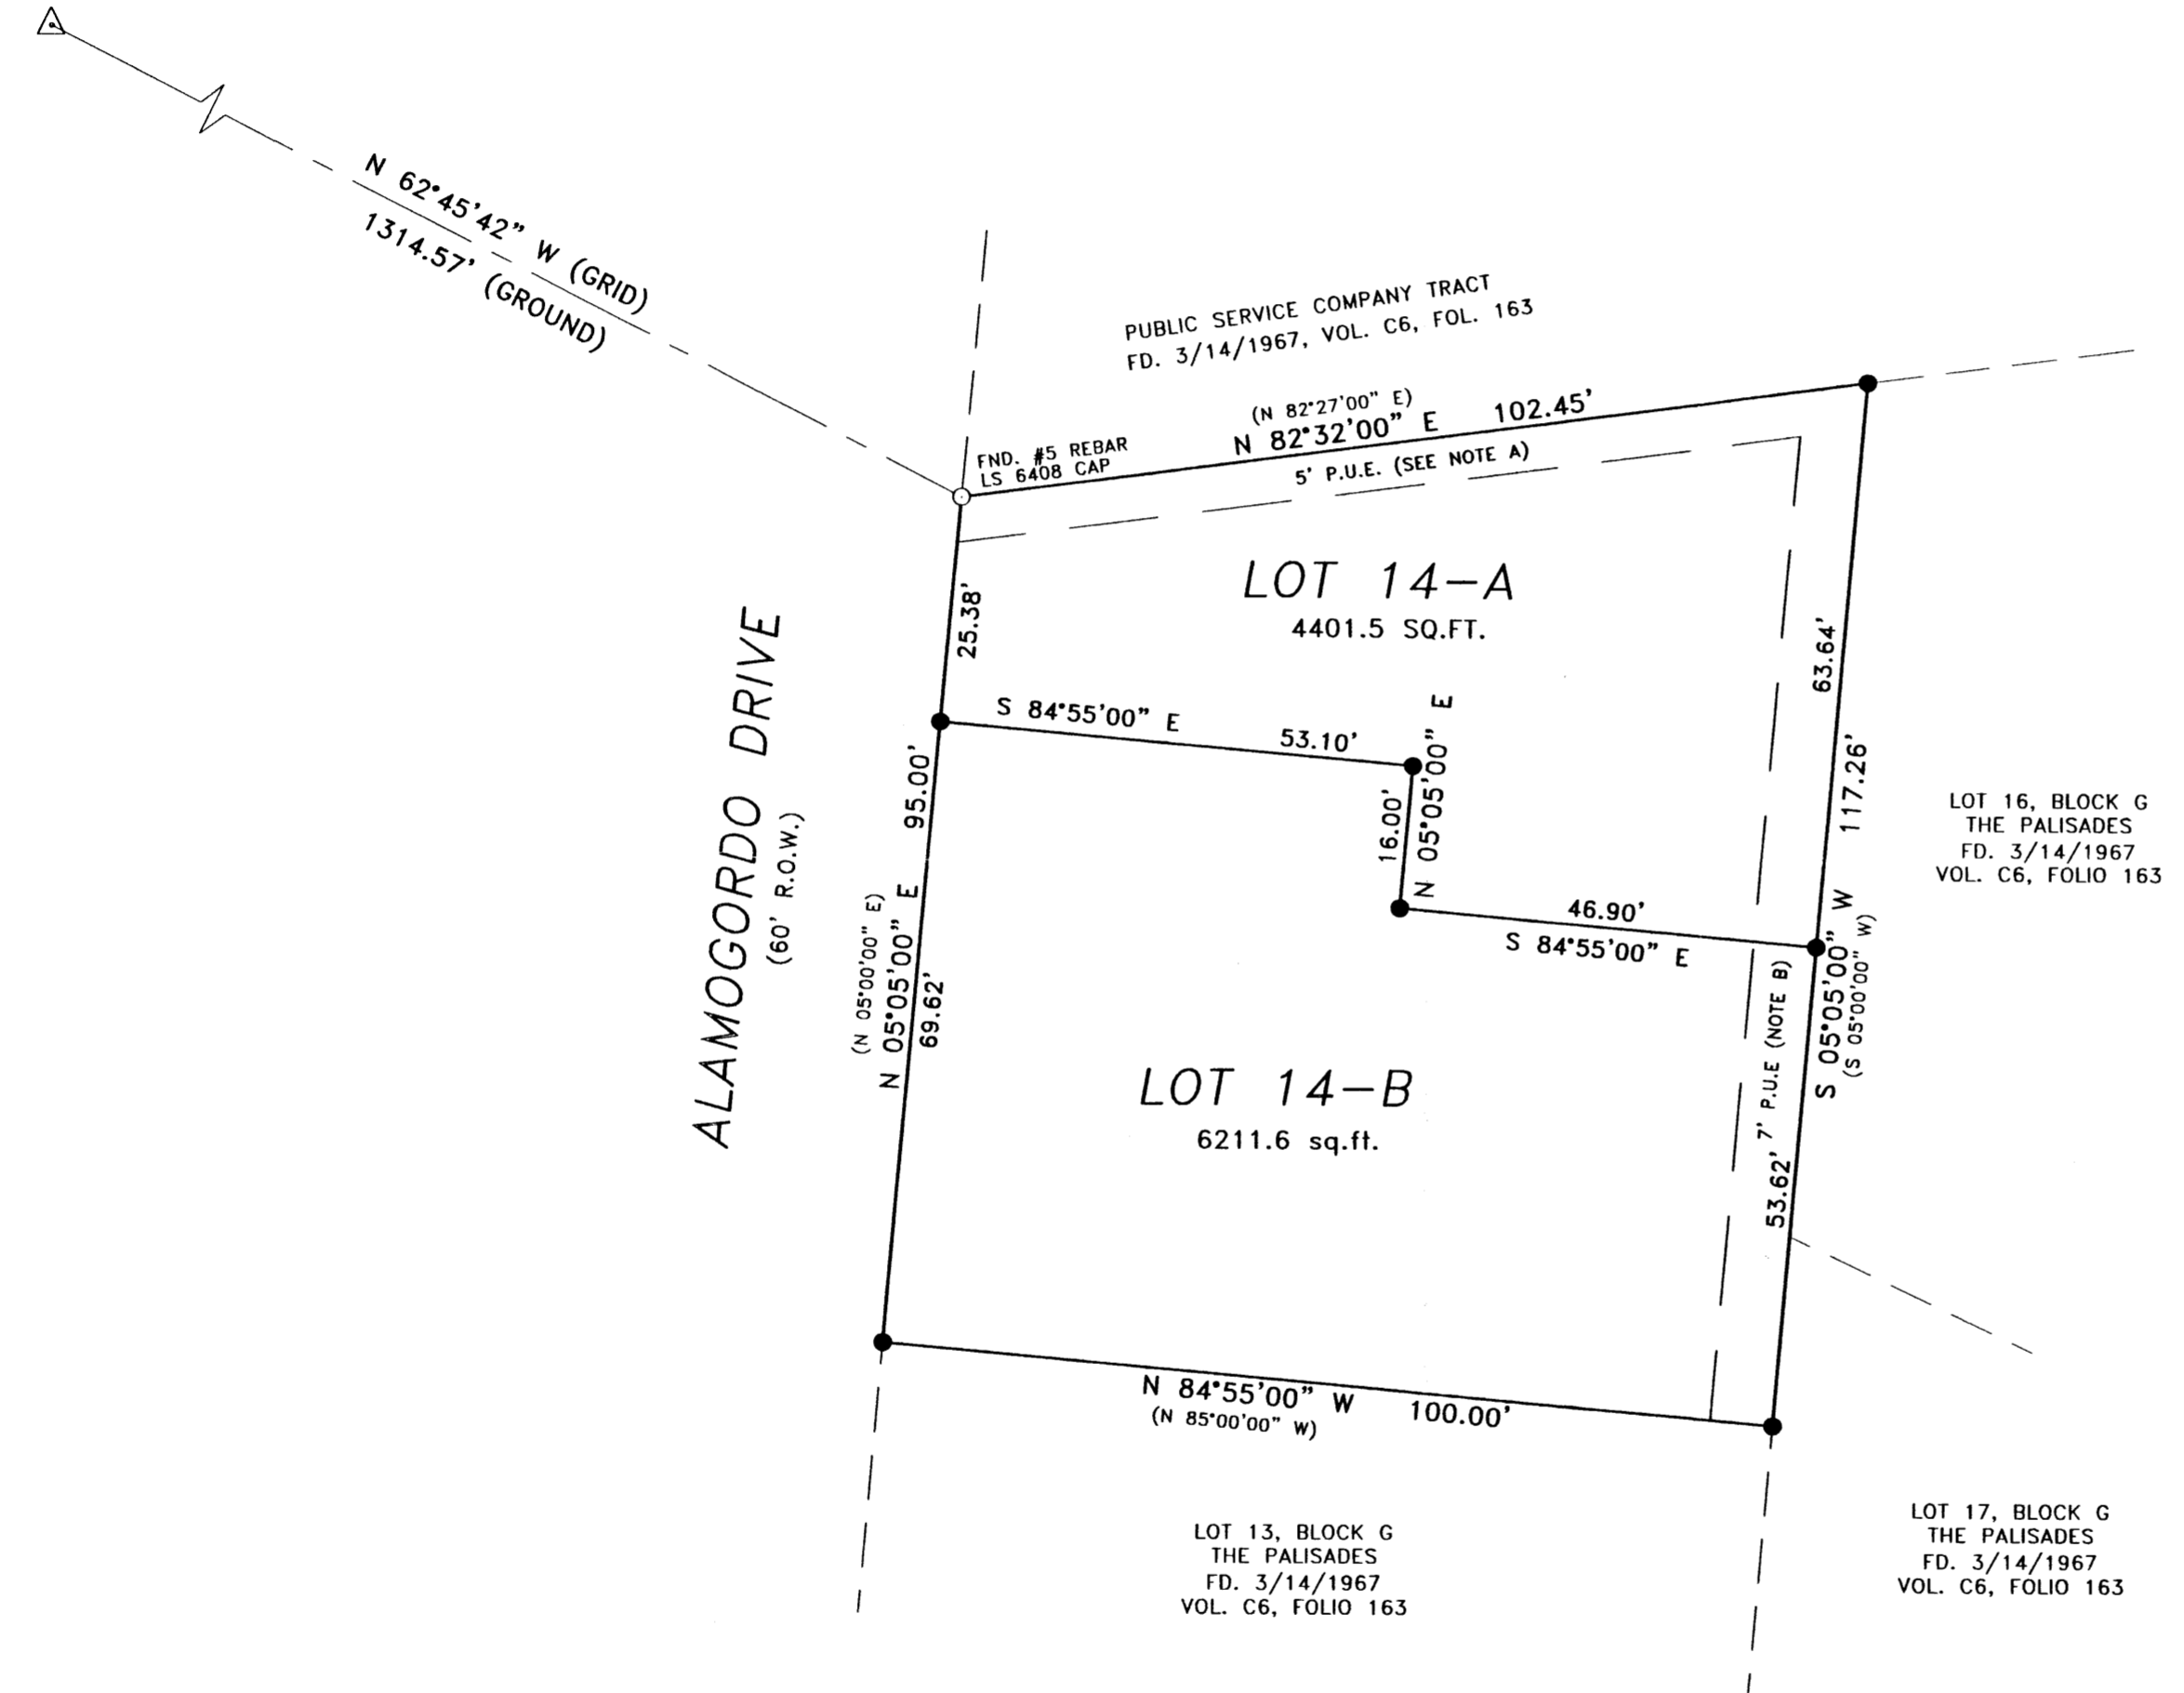 N 62°45'42" W (GRID)
1314.57' (GROUND)
PUBLIC SERVICE COMPANY TRACT
FD. 3/14/1967, VOL. C6, FOL. 163
(N 82°27'00" E)
N 82°32'00" E 102.45'
FND. #5 REBAR
LS 6408 CAP
5' P.U.E. (SEE NOTE A)
LOT 14-A
4401.5 SQ.FT.
25.38'
63.64'
S 84°55'00" E 53.10'
16.00'
N 05°05'00" E
46.90'
S 84°55'00" E
ALAMOGORDO DRIVE
(60' R.O.W.)
(N 05°00'00" E)
N 05°05'00" E 95.00'
69.62'
S 05°05'00" W 117.26'
(S 05°00'00" W)
LOT 16, BLOCK G
THE PALISADES
FD. 3/14/1967
VOL. C6, FOLIO 163
7' P.U.E (NOTE B)
53.62'
LOT 14-B
6211.6 sq.ft.
N 84°55'00" W 100.00'
(N 85°00'00" W)
LOT 13, BLOCK G
THE PALISADES
FD. 3/14/1967
VOL. C6, FOLIO 163
LOT 17, BLOCK G
THE PALISADES
FD. 3/14/1967
VOL. C6, FOLIO 163